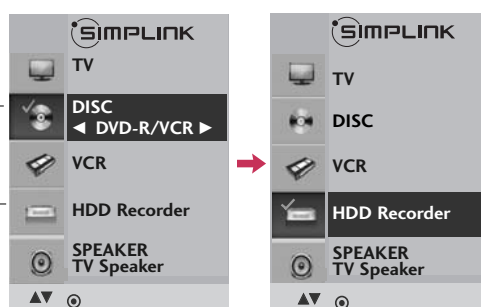 SIMPLINK
TV
DISC
◄ DVD-R/VCR ►
VCR
HDD Recorder
SPEAKER
TV Speaker
▲▼ ◉
SIMPLINK
TV
DISC
VCR
HDD Recorder
SPEAKER
TV Speaker
▲▼ ◉